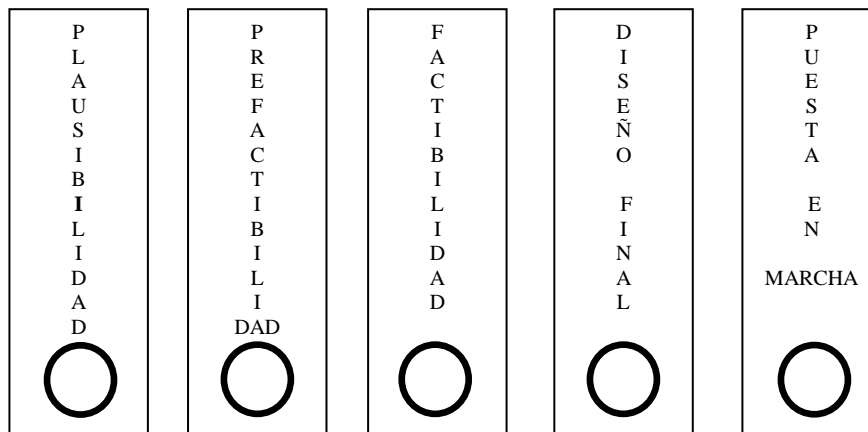 PLAUSIBILIDAD
PREFACTIBILIDAD
FACTIBILIDAD
DISEÑO FINAL
PUESTA EN MARCHA